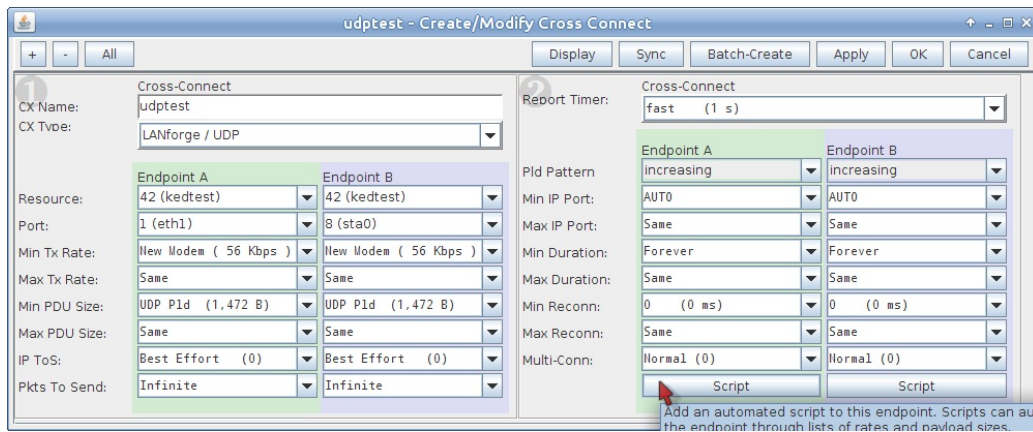 udptest - Create/Modify Cross Connect
+ - All Display Sync Batch-Create Apply OK Cancel
1
Cross-Connect
CX Name: udptest
CX Type: LANforge / UDP
Endpoint A Endpoint B
Resource: 42 (kedtest) 42 (kedtest)
Port: 1 (eth1) 8 (sta0)
Min Tx Rate: New Modem ( 56 Kbps ) New Modem ( 56 Kbps )
Max Tx Rate: Same Same
Min PDU Size: UDP Pld (1,472 B) UDP Pld (1,472 B)
Max PDU Size: Same Same
IP ToS: Best Effort (0) Best Effort (0)
Pkts To Send: Infinite Infinite
2
Cross-Connect
Report Timer: fast (1 s)
Endpoint A Endpoint B
Pld Pattern increasing increasing
Min IP Port: AUTO AUTO
Max IP Port: Same Same
Min Duration: Forever Forever
Max Duration: Same Same
Min Reconn: 0 (0 ms) 0 (0 ms)
Max Reconn: Same Same
Multi-Conn: Normal (0) Normal (0)
Script Script
Add an automated script to this endpoint. Scripts can au
the endpoint through lists of rates and payload sizes.